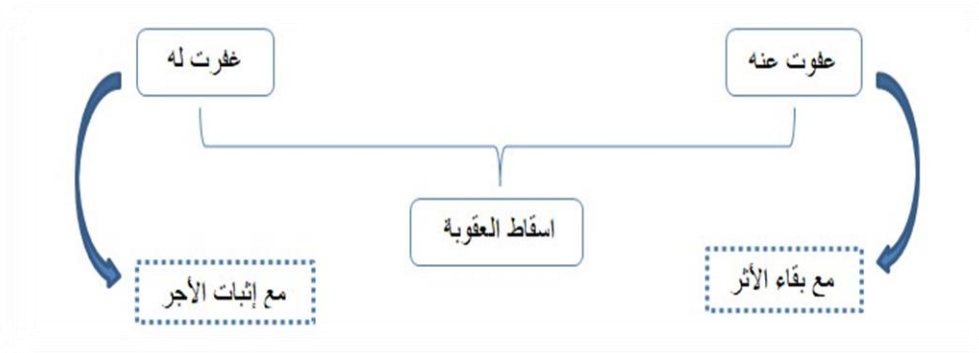 عفوت عنه
غفرت له
اسقاط العقوبة
مع بقاء الأثر
مع إثبات الأجر